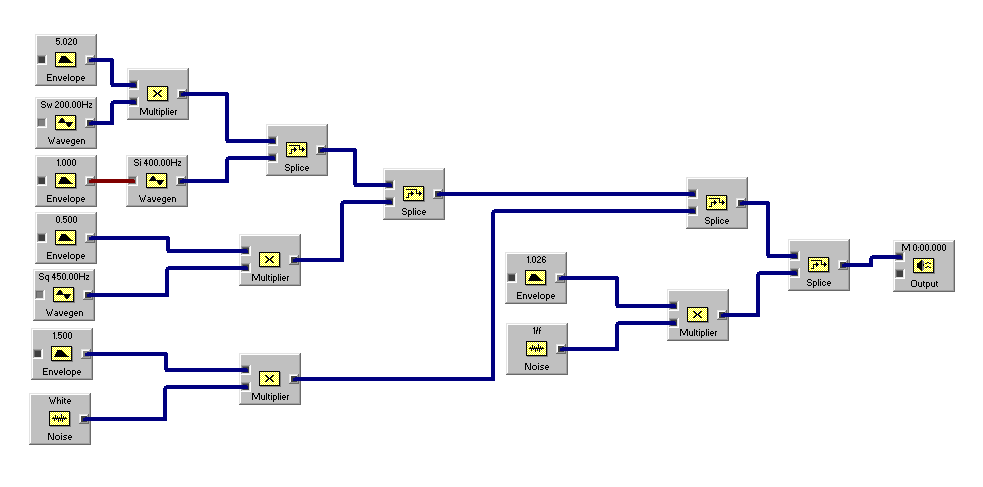 5.020
Envelope
Sw 200.00Hz
Wavegen
Multiplier
1.000
Envelope
Si 400.00Hz
Wavegen
Splice
0.500
Envelope
Sq 450.00Hz
Wavegen
Multiplier
Splice
1.500
Envelope
White
Noise
Multiplier
1.026
Envelope
1/f
Noise
Multiplier
Splice
Splice
M 0:00.000
Output